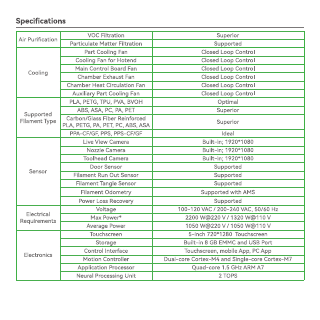 Specifications
Air Purification
VOC Filtration Superior
Particulate Matter Filtration Supported
Cooling
Part Cooling Fan Closed Loop Control
Cooling Fan for Hotend Closed Loop Control
Main Control Board Fan Closed Loop Control
Chamber Exhaust Fan Closed Loop Control
Chamber Heat Circulation Fan Closed Loop Control
Auxiliary Part Cooling Fan Closed Loop Control
Supported
Filament Type
PLA, PETG, TPU, PVA, BVOH Optimal
ABS, ASA, PC, PA, PET Superior
Carbon/Glass Fiber Reinforced
PLA, PETG, PA, PET, PC, ABS, ASA Superior
PPA-CF/GF, PPS, PPS-CF/GF Ideal
Sensor
Live View Camera Built-in; 1920*1080
Nozzle Camera Built-in; 1920*1080
Toolhead Camera Built-in; 1920*1080
Door Sensor Supported
Filament Run Out Sensor Supported
Filament Tangle Sensor Supported
Filament Odometry Supported with AMS
Power Loss Recovery Supported
Electrical
Requirements
Voltage 100-120 VAC / 200-240 VAC, 50/60 Hz
Max Power* 2200 W@220 V / 1320 W@110 V
Average Power 1050 W@220 V / 1050 W@110 V
Electronics
Touchscreen 5-inch 720*1280 Touchscreen
Storage Built-in 8 GB EMMC and USB Port
Control Interface Touchscreen, mobile App, PC App
Motion Controller Dual-core Cortex-M4 and Single-core Cortex-M7
Application Processor Quad-core 1.5 GHz ARM A7
Neural Processing Unit 2 TOPS